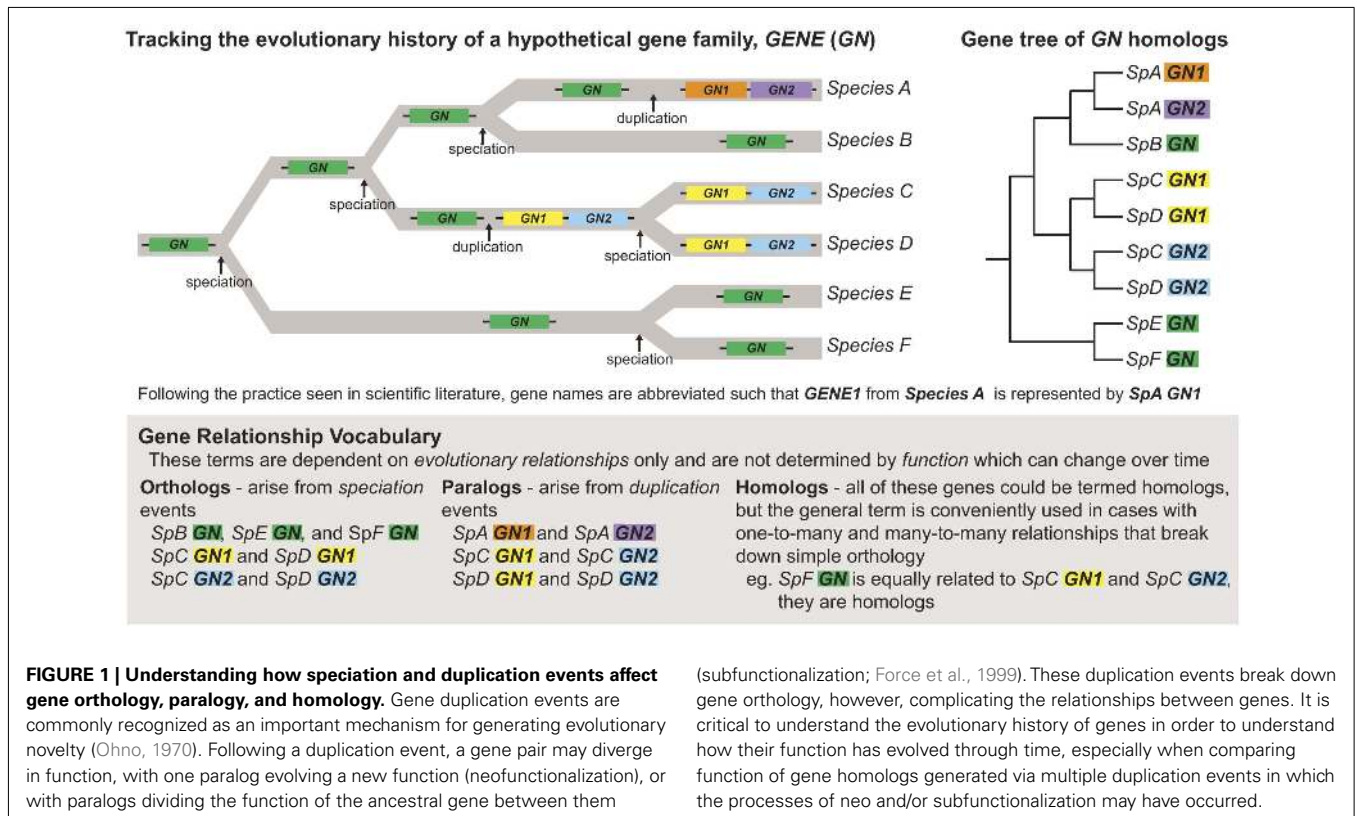 Tracking the evolutionary history of a hypothetical gene family, GENE (GN)
GN
speciation
GN
speciation
GN
speciation
GN
duplication
GN1 GN2
Species A
GN
Species B
GN
duplication
GN1 GN2
speciation
GN1 GN2
Species C
GN1 GN2
Species D
GN
speciation
GN
Species E
GN
Species F
Gene tree of GN homologs
SpA GN1
SpA GN2
SpB GN
SpC GN1
SpD GN1
SpC GN2
SpD GN2
SpE GN
SpF GN
Following the practice seen in scientific literature, gene names are abbreviated such that GENE1 from Species A is represented by SpA GN1
Gene Relationship Vocabulary
These terms are dependent on evolutionary relationships only and are not determined by function which can change over time
Orthologs - arise from speciation
events
SpB GN, SpE GN, and SpF GN
SpC GN1 and SpD GN1
SpC GN2 and SpD GN2
Paralogs - arise from duplication
events
SpA GN1 and SpA GN2
SpC GN1 and SpC GN2
SpD GN1 and SpD GN2
Homologs - all of these genes could be termed homologs,
but the general term is conveniently used in cases with
one-to-many and many-to-many relationships that break
down simple orthology
eg. SpF GN is equally related to SpC GN1 and SpC GN2,
they are homologs
FIGURE 1 | Understanding how speciation and duplication events affect
gene orthology, paralogy, and homology. Gene duplication events are
commonly recognized as an important mechanism for generating evolutionary
novelty (Ohno, 1970). Following a duplication event, a gene pair may diverge
in function, with one paralog evolving a new function (neofunctionalization), or
with paralogs dividing the function of the ancestral gene between them
(subfunctionalization; Force et al., 1999). These duplication events break down
gene orthology, however, complicating the relationships between genes. It is
critical to understand the evolutionary history of genes in order to understand
how their function has evolved through time, especially when comparing
function of gene homologs generated via multiple duplication events in which
the processes of neo and/or subfunctionalization may have occurred.